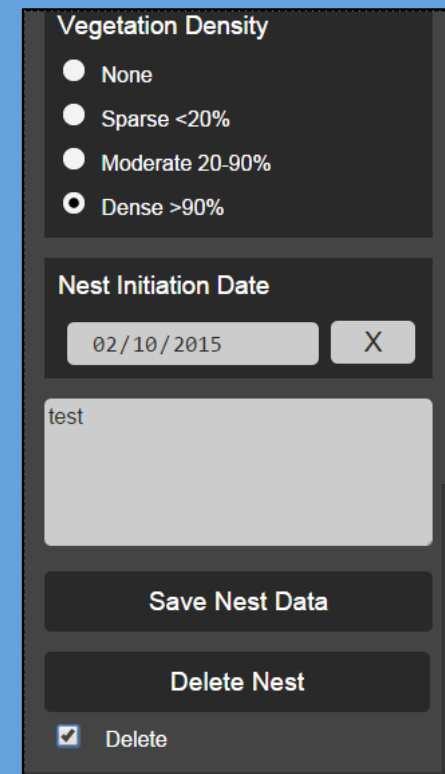 Vegetation Density
None
Sparse <20%
Moderate 20-90%
Dense >90%
Nest Initiation Date
02/10/2015 X
test
Save Nest Data
Delete Nest
Delete